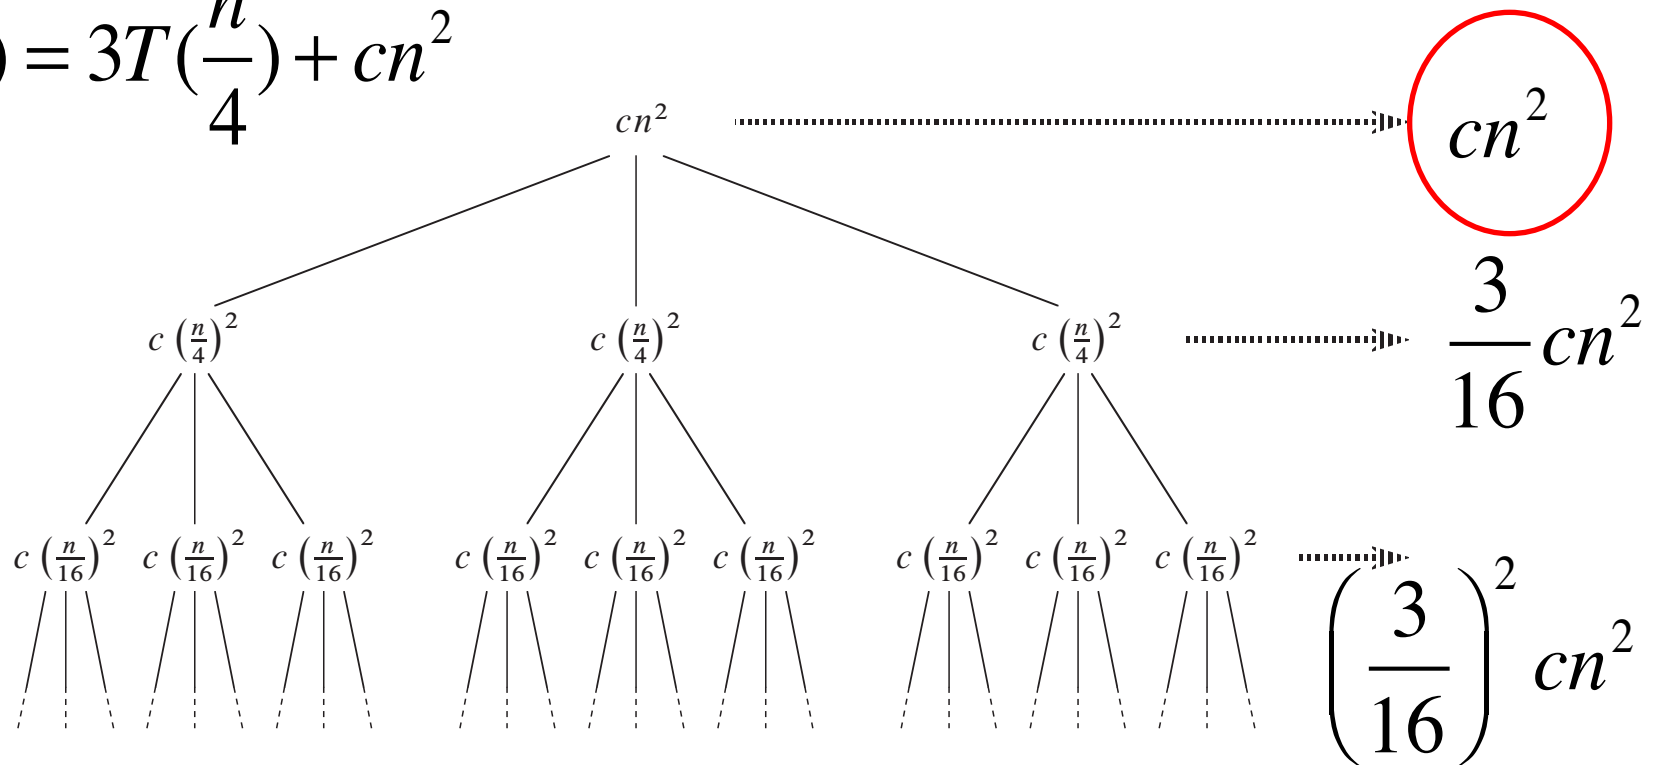 ) = 3T(n/4) + cn²
cn² cn²
c (n/4)² c (n/4)² c (n/4)² 3/16 cn²
c (n/16)² c (n/16)² c (n/16)² c (n/16)² c (n/16)² c (n/16)² c (n/16)² c (n/16)² c (n/16)² (3/16)² cn²